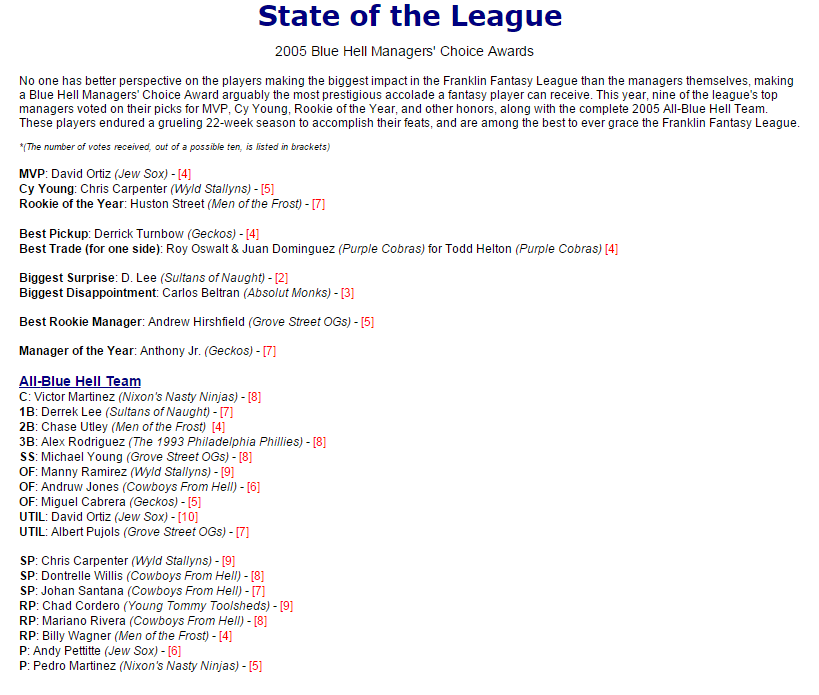 State of the League
2005 Blue Hell Managers' Choice Awards
No one has better perspective on the players making the biggest impact in the Franklin Fantasy League than the managers themselves, making
a Blue Hell Managers' Choice Award arguably the most prestigious accolade a fantasy player can receive. This year, nine of the league's top
managers voted on their picks for MVP, Cy Young, Rookie of the Year, and other honors, along with the complete 2005 All-Blue Hell Team.
These players endured a grueling 22-week season to accomplish their feats, and are among the best to ever grace the Franklin Fantasy League.
*(The number of votes received, out of a possible ten, is listed in brackets)
MVP: David Ortiz (Jew Sox) - [4]
Cy Young: Chris Carpenter (Wyld Stallyns) - [5]
Rookie of the Year: Huston Street (Men of the Frost) - [7]
Best Pickup: Derrick Turnbow (Geckos) - [4]
Best Trade (for one side): Roy Oswalt & Juan Dominguez (Purple Cobras) for Todd Helton (Purple Cobras) [4]
Biggest Surprise: D. Lee (Sultans of Naught) - [2]
Biggest Disappointment: Carlos Beltran (Absolut Monks) - [3]
Best Rookie Manager: Andrew Hirshfield (Grove Street OGs) - [5]
Manager of the Year: Anthony Jr. (Geckos) - [7]
All-Blue Hell Team
C: Victor Martinez (Nixon's Nasty Ninjas) - [8]
1B: Derrek Lee (Sultans of Naught) - [7]
2B: Chase Utley (Men of the Frost) [4]
3B: Alex Rodriguez (The 1993 Philadelphia Phillies) - [8]
SS: Michael Young (Grove Street OGs) - [8]
OF: Manny Ramirez (Wyld Stallyns) - [9]
OF: Andruw Jones (Cowboys From Hell) - [6]
OF: Miguel Cabrera (Geckos) - [5]
UTIL: David Ortiz (Jew Sox) - [10]
UTIL: Albert Pujols (Grove Street OGs) - [7]
SP: Chris Carpenter (Wyld Stallyns) - [9]
SP: Dontrelle Willis (Cowboys From Hell) - [8]
SP: Johan Santana (Cowboys From Hell) - [7]
RP: Chad Cordero (Young Tommy Toolsheds) - [9]
RP: Mariano Rivera (Cowboys From Hell) - [8]
RP: Billy Wagner (Men of the Frost) - [4]
P: Andy Pettitte (Jew Sox) - [6]
P: Pedro Martinez (Nixon's Nasty Ninjas) - [5]